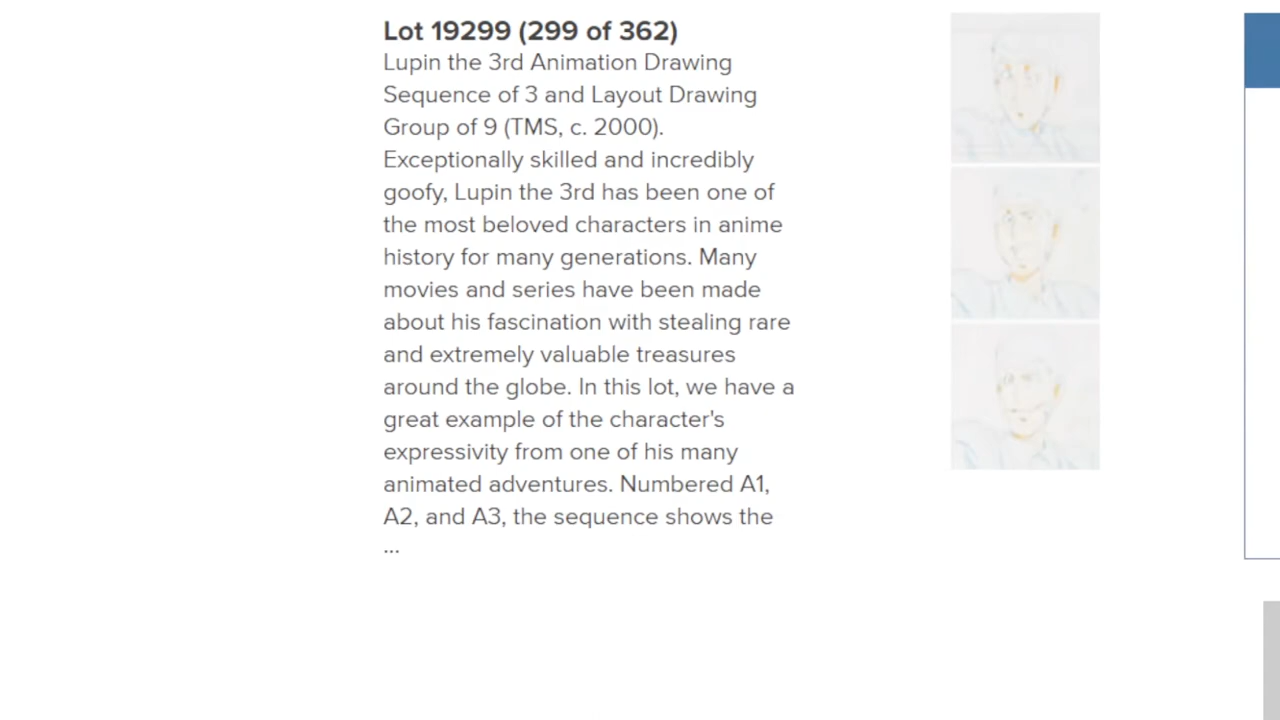 Lot 19299 (299 of 362)
Lupin the 3rd Animation Drawing
Sequence of 3 and Layout Drawing
Group of 9 (TMS, c. 2000).
Exceptionally skilled and incredibly
goofy, Lupin the 3rd has been one of
the most beloved characters in anime
history for many generations. Many
movies and series have been made
about his fascination with stealing rare
and extremely valuable treasures
around the globe. In this lot, we have a
great example of the character's
expressivity from one of his many
animated adventures. Numbered A1,
A2, and A3, the sequence shows the
...